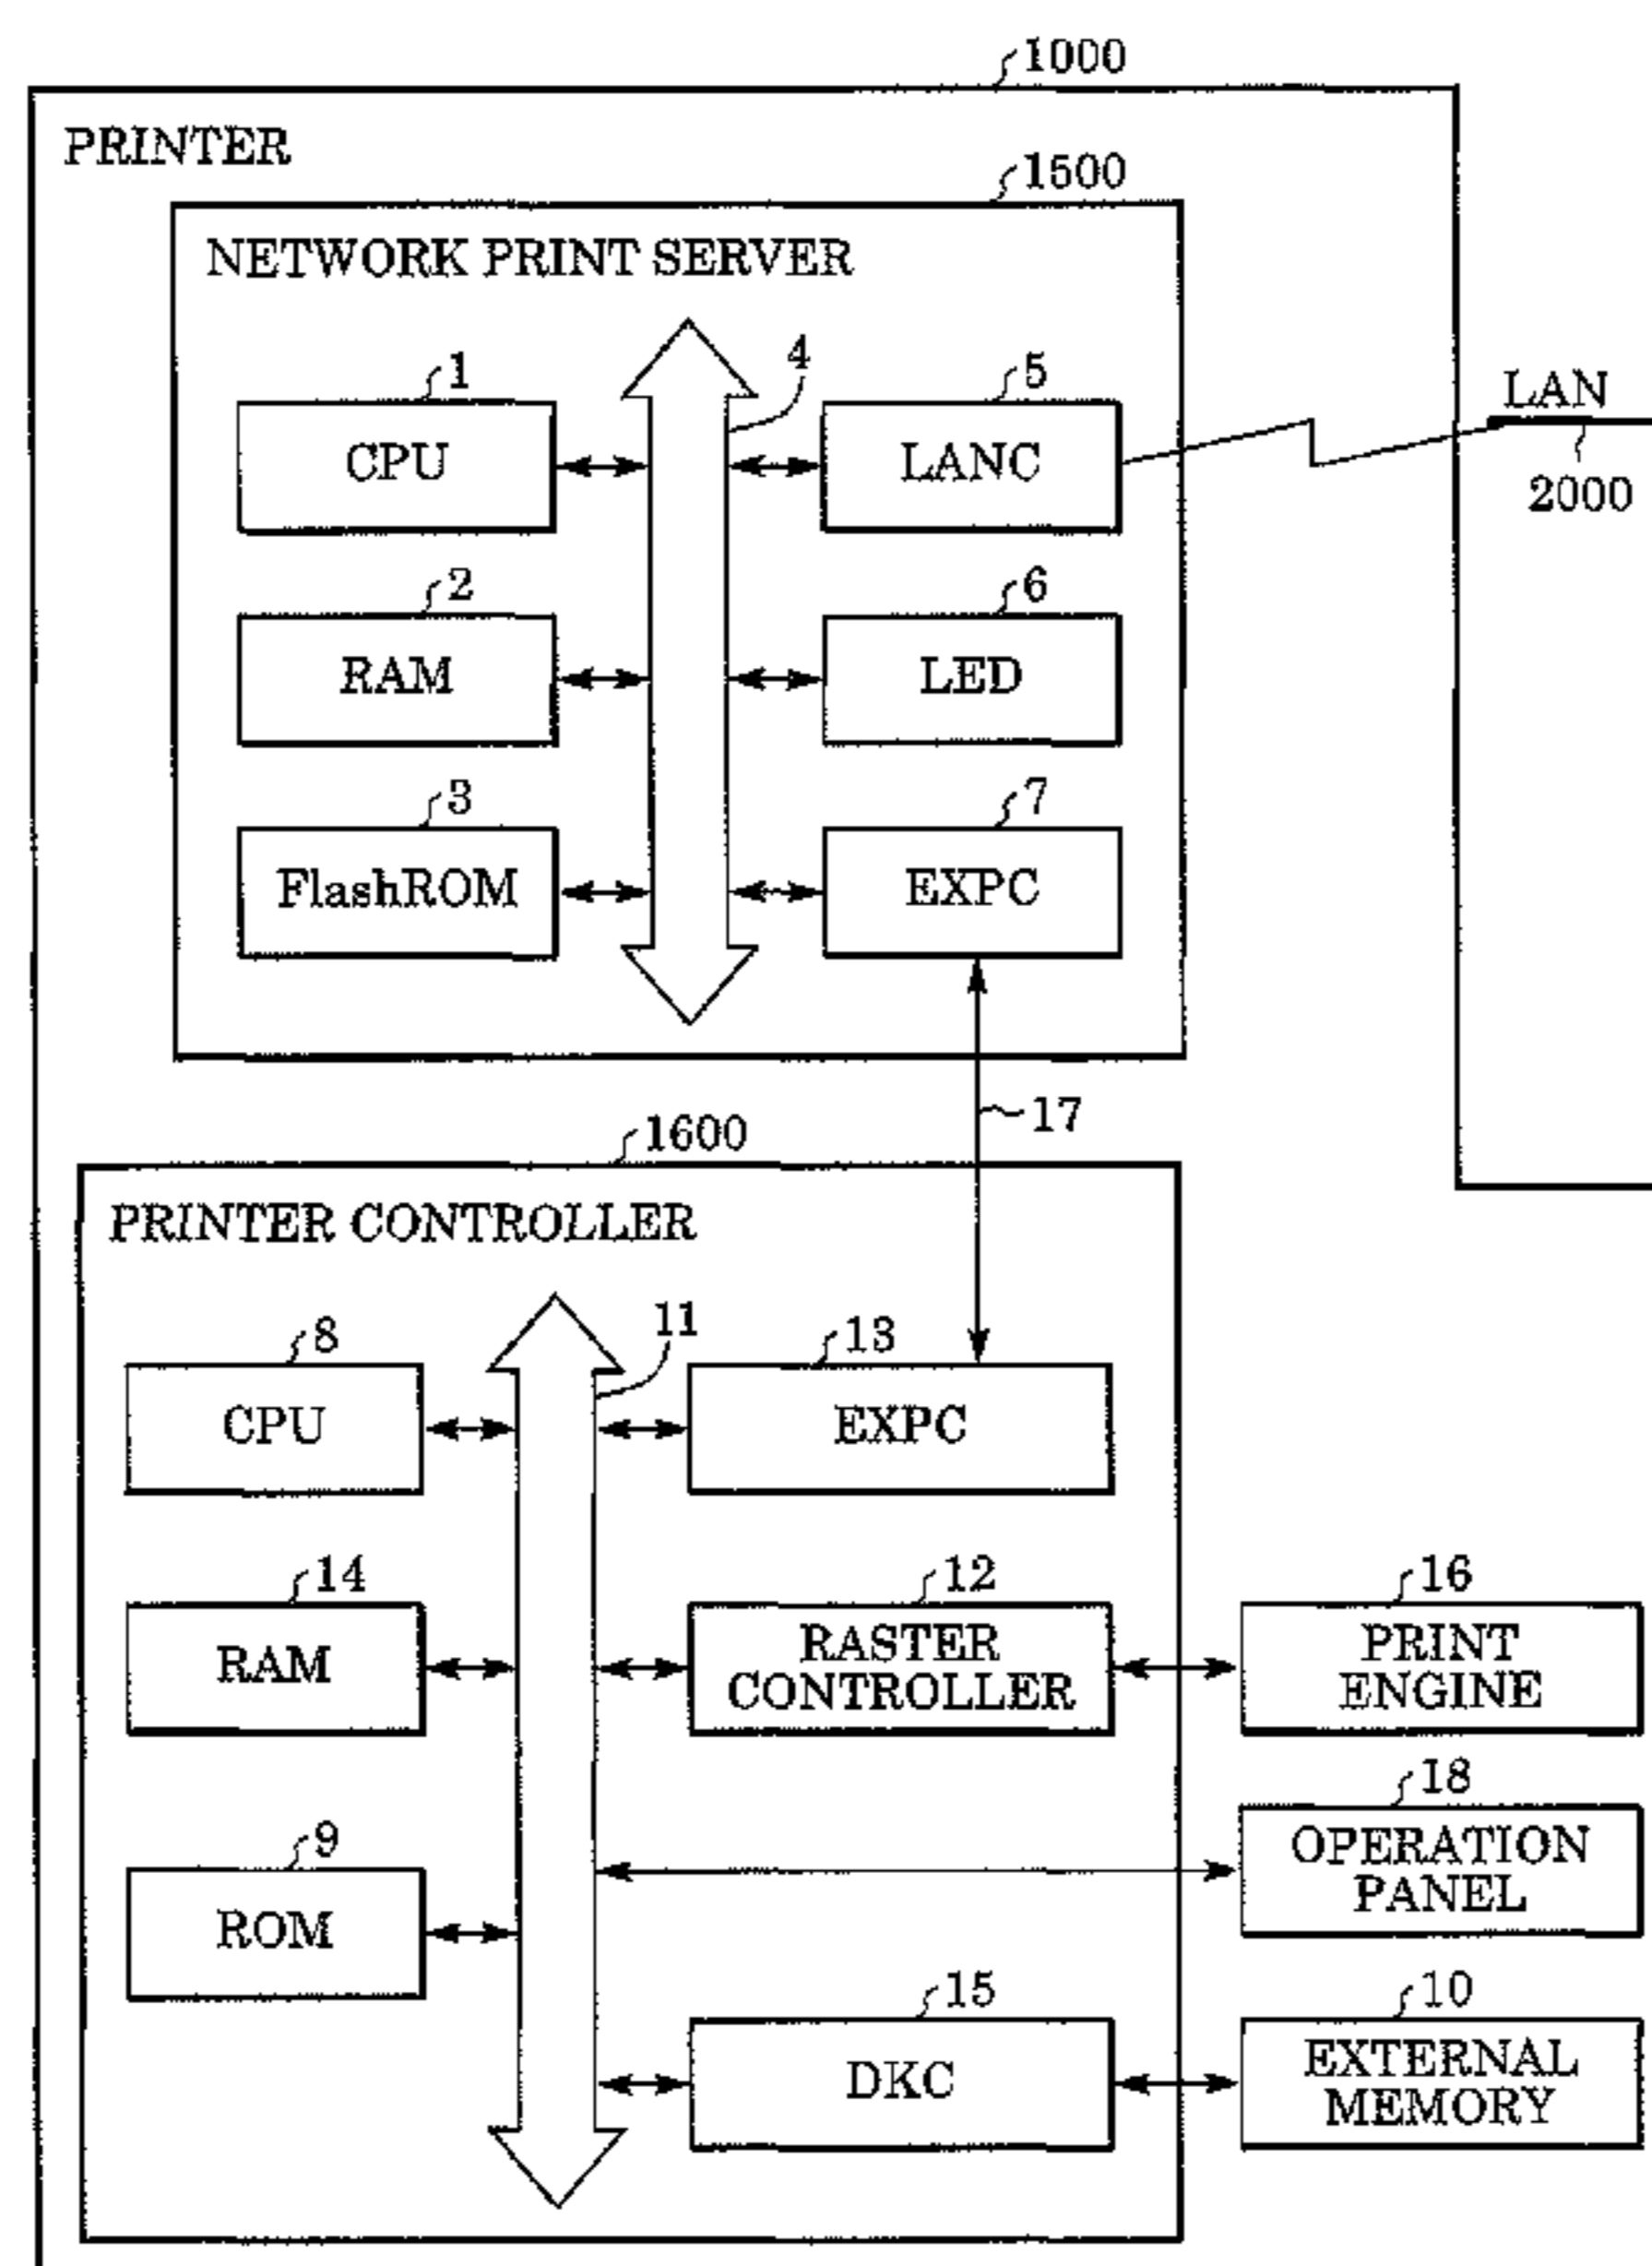 1000
PRINTER
1500
NETWORK PRINT SERVER
4
1
5
CPU
LANC
LAN
2000
2
6
RAM
LED
3
7
FlashROM
EXPC
17
1600
PRINTER CONTROLLER
11
8
13
CPU
EXPC
14
12
16
RAM
RASTER
CONTROLLER
PRINT
ENGINE
18
OPERATION
PANEL
9
ROM
15
10
DKC
EXTERNAL
MEMORY